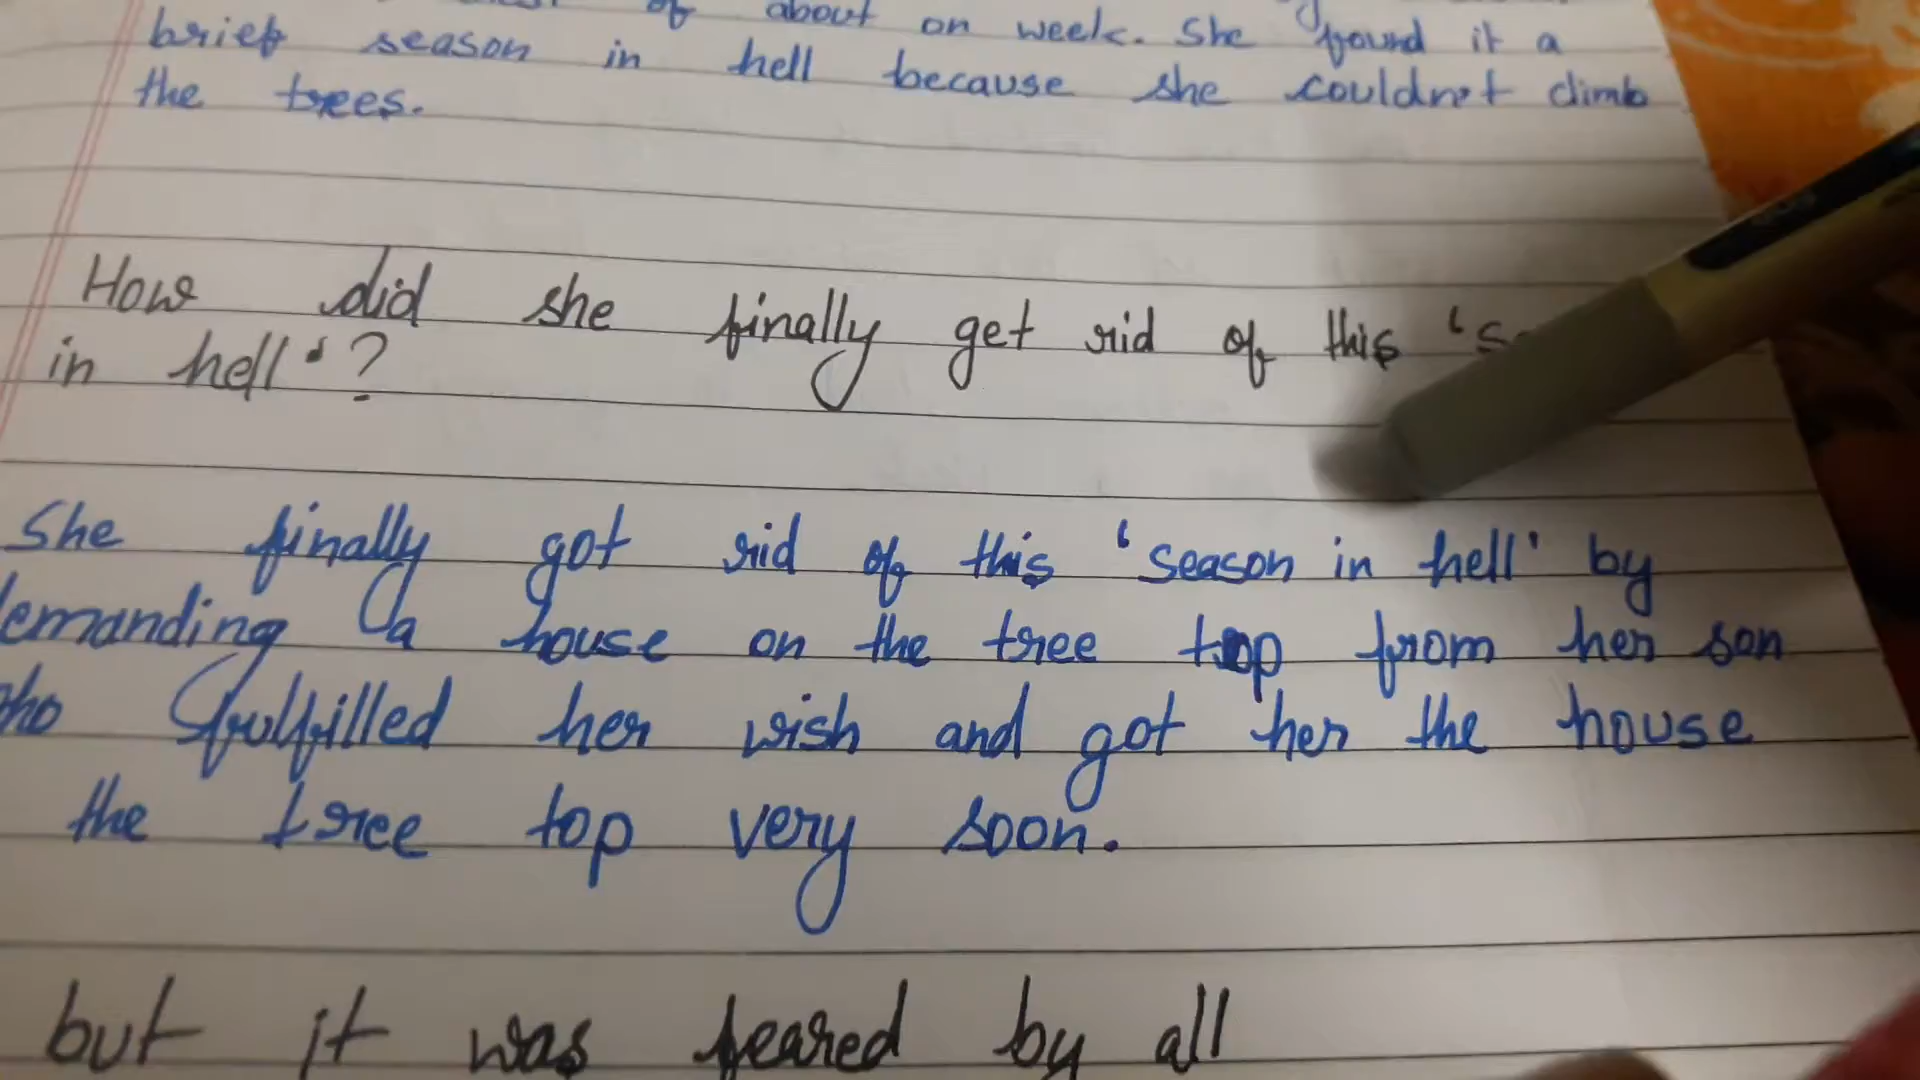 of about on week. She found it a
brief season in hell because she couldn't climb
the trees.
How did she finally get rid of this '
in hell'?
She finally got rid of this 'season in hell' by
emanding a house on the tree top from her son
ho fulfilled her wish and got her the house
the tree top very soon.
but it was feared by all